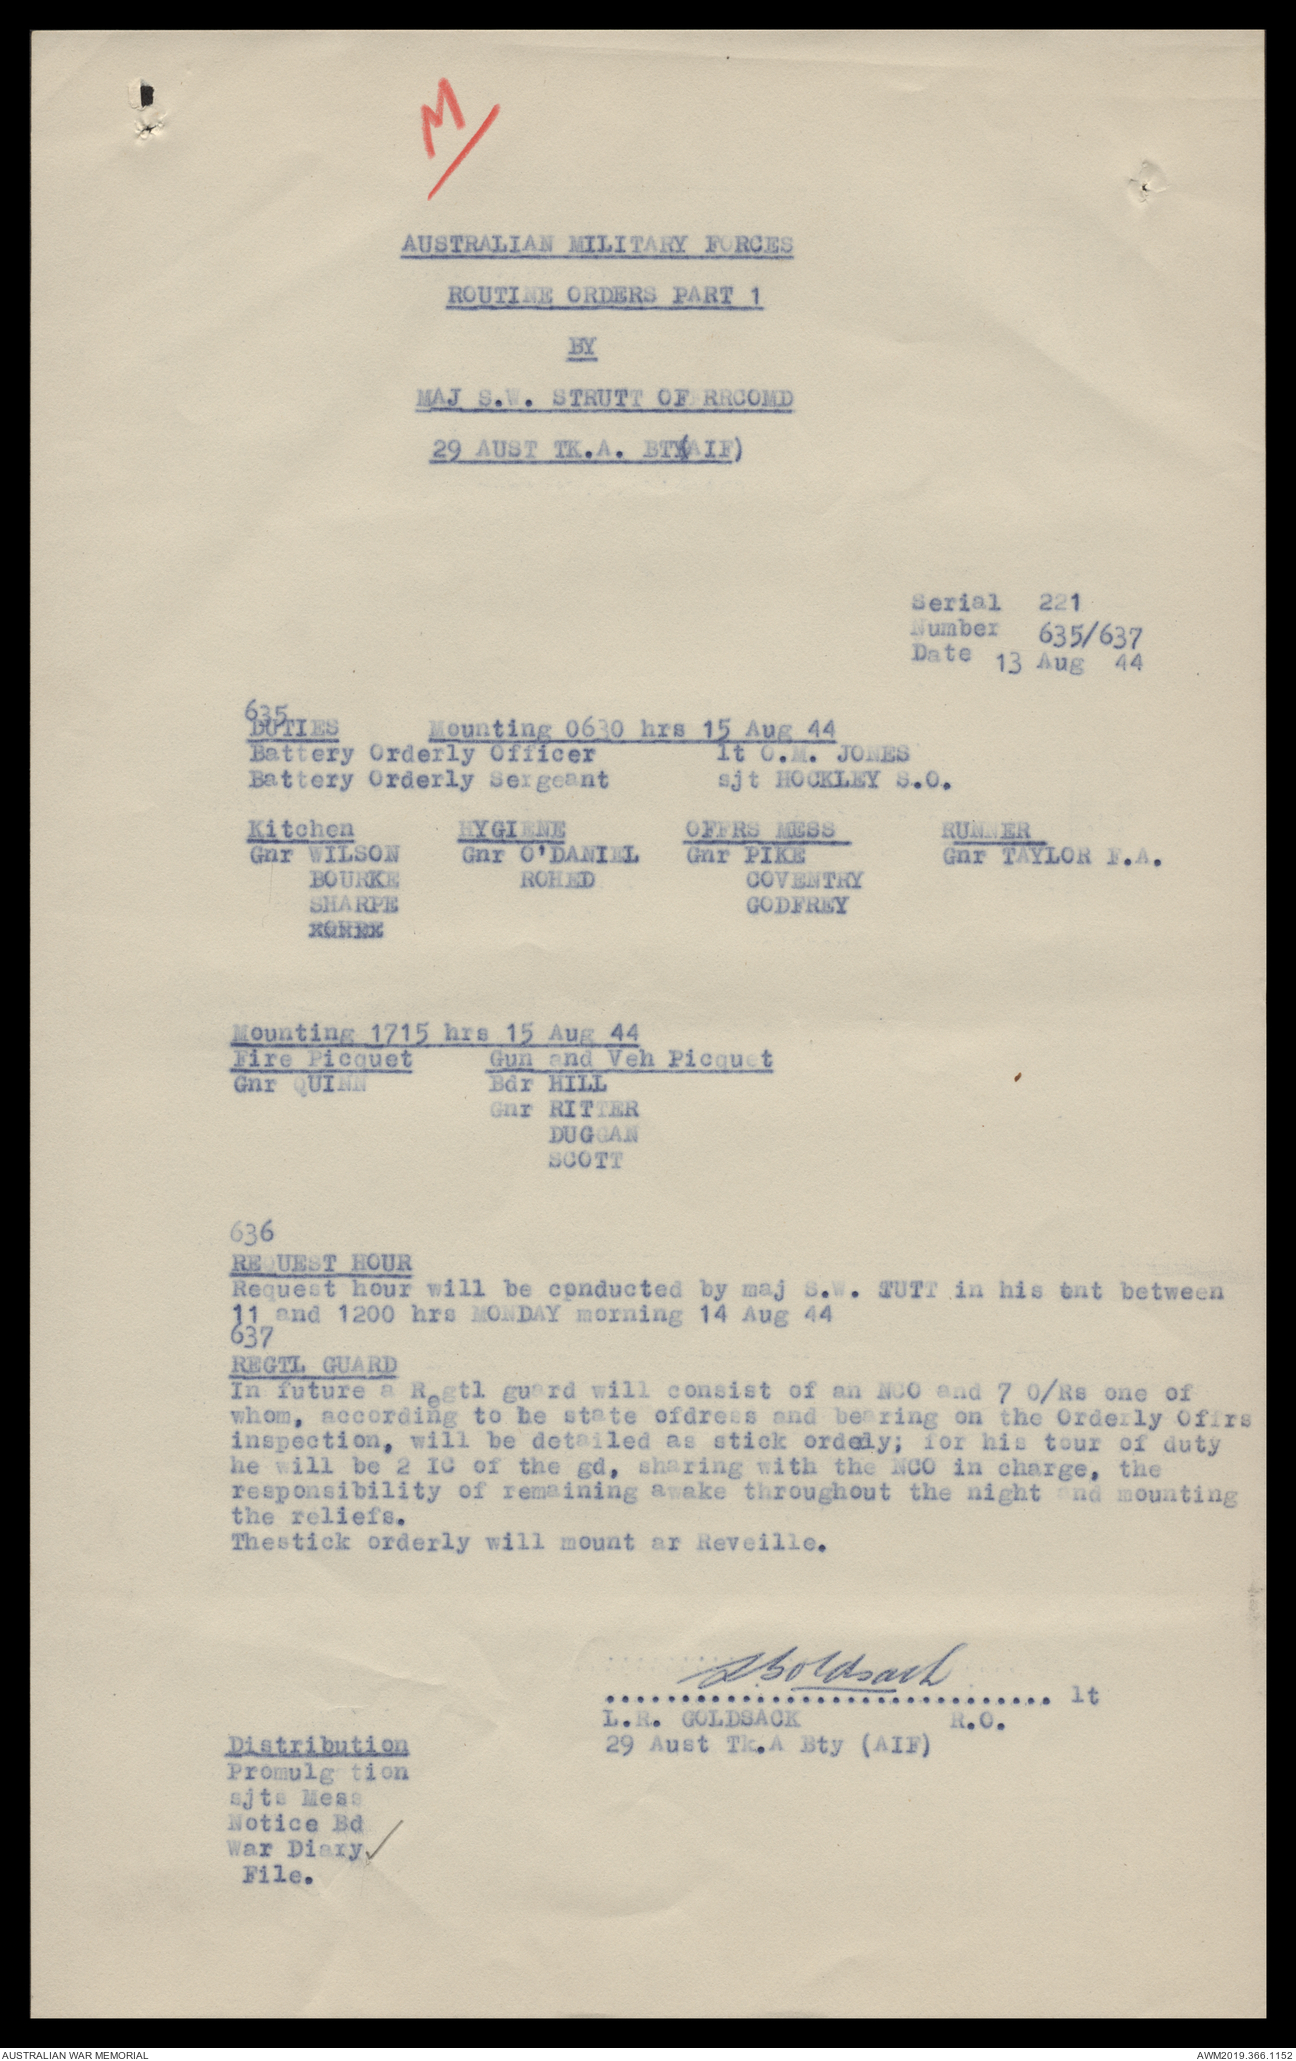 M/
AUSTRALIAN MILITARY FORCES
ROUTINE ORDERS PART 1
BY
MAJ S.W. STRUTT OF RRCOMD
29 AUST TK.A. BTY(AIF)
Serial 221
Number 635/637
Date 13 Aug 44
635
DUTIES Mounting 0630 hrs 15 Aug 44
Battery Orderly Officer lt O.M. JONES
Battery Orderly Sergeant sjt HOCKLEY S.O.
Kitchen HYGIENE OFFRS MESS RUNNER
Gnr WILSON Gnr O'DANIEL Gnr PIKE Gnr TAYLOR F.A.
BOURKE ROHED COVENTRY
SHARPE GODFREY
Mounting 1715 hrs 15 Aug 44
Fire Picquet Gun and Veh Picquet
Gnr QUINN Bdr HILL
Gnr RITTER
DUGGAN
SCOTT
636
REQUEST HOUR
Request hour will be conducted by maj S.W. STUTT in his tnt between
11 and 1200 hrs MONDAY morning 14 Aug 44
637
REGTL GUARD
In future a Regtl guard will consist of an NCO and 7 O/Rs one of
whom, according to he state ofdress and bearing on the Orderly Offrs
inspection, will be detailed as stick ordely; for his tour of duty
he will be 2 IC of the gd, sharing with the NCO in charge, the
responsibility of remaining awake throughout the night and mounting
the reliefs.
Thestick orderly will mount ar Reveille.
LGoldsack
.............................. lt
L.R. GOLDSACK R.O.
29 Aust Tk.A Bty (AIF)
Distribution
Promulgation
sjts Mess
Notice Bd
War Diary ✓
File.
AUSTRALIAN WAR MEMORIAL AWM2019.366.1152